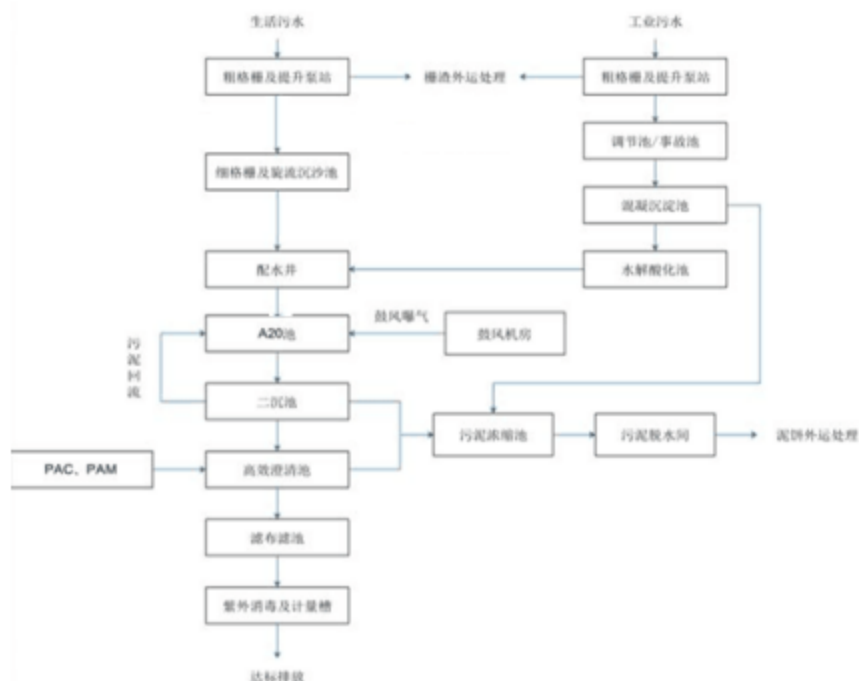 生活污水
工业污水
粗格栅及提升泵站
栅渣外运处理
粗格栅及提升泵站
调节池/事故池
细格栅及旋流沉沙池
混凝沉淀池
配水井
水解酸化池
鼓风曝气
A20池
鼓风机房
污泥回流
二沉池
污泥浓缩池
污泥脱水间
泥饼外运处理
PAC、PAM
高效澄清池
滤布滤池
紫外消毒及计量槽
达标排放